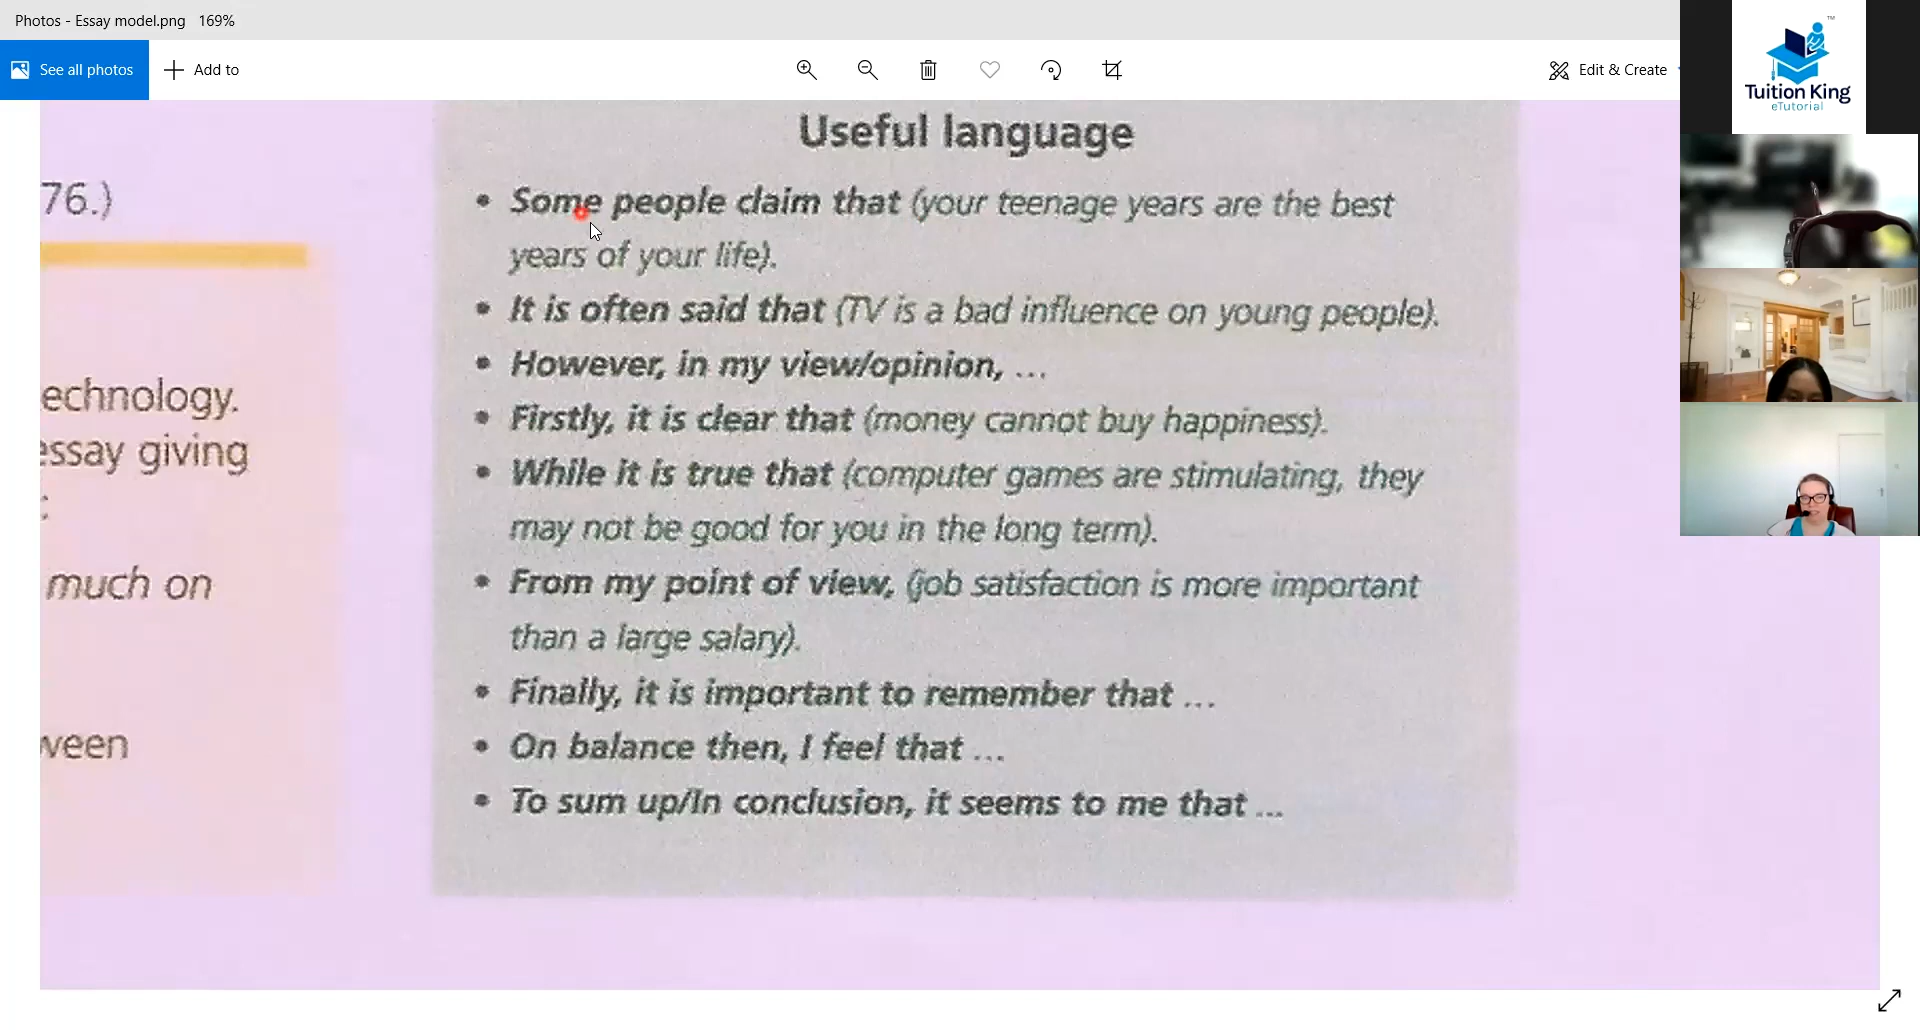 Photos - Essay model.png 169%
See all photos
Add to
Edit & Create
TM
Tuition King
eTutorial
76.)
echnology.
essay giving
:
much on
ween
Useful language
• Some people claim that (your teenage years are the best
years of your life).
• It is often said that (TV is a bad influence on young people).
• However, in my view/opinion, ...
• Firstly, it is clear that (money cannot buy happiness).
• While it is true that (computer games are stimulating, they
may not be good for you in the long term).
• From my point of view, (job satisfaction is more important
than a large salary).
• Finally, it is important to remember that ...
• On balance then, I feel that ...
• To sum up/In conclusion, it seems to me that ...